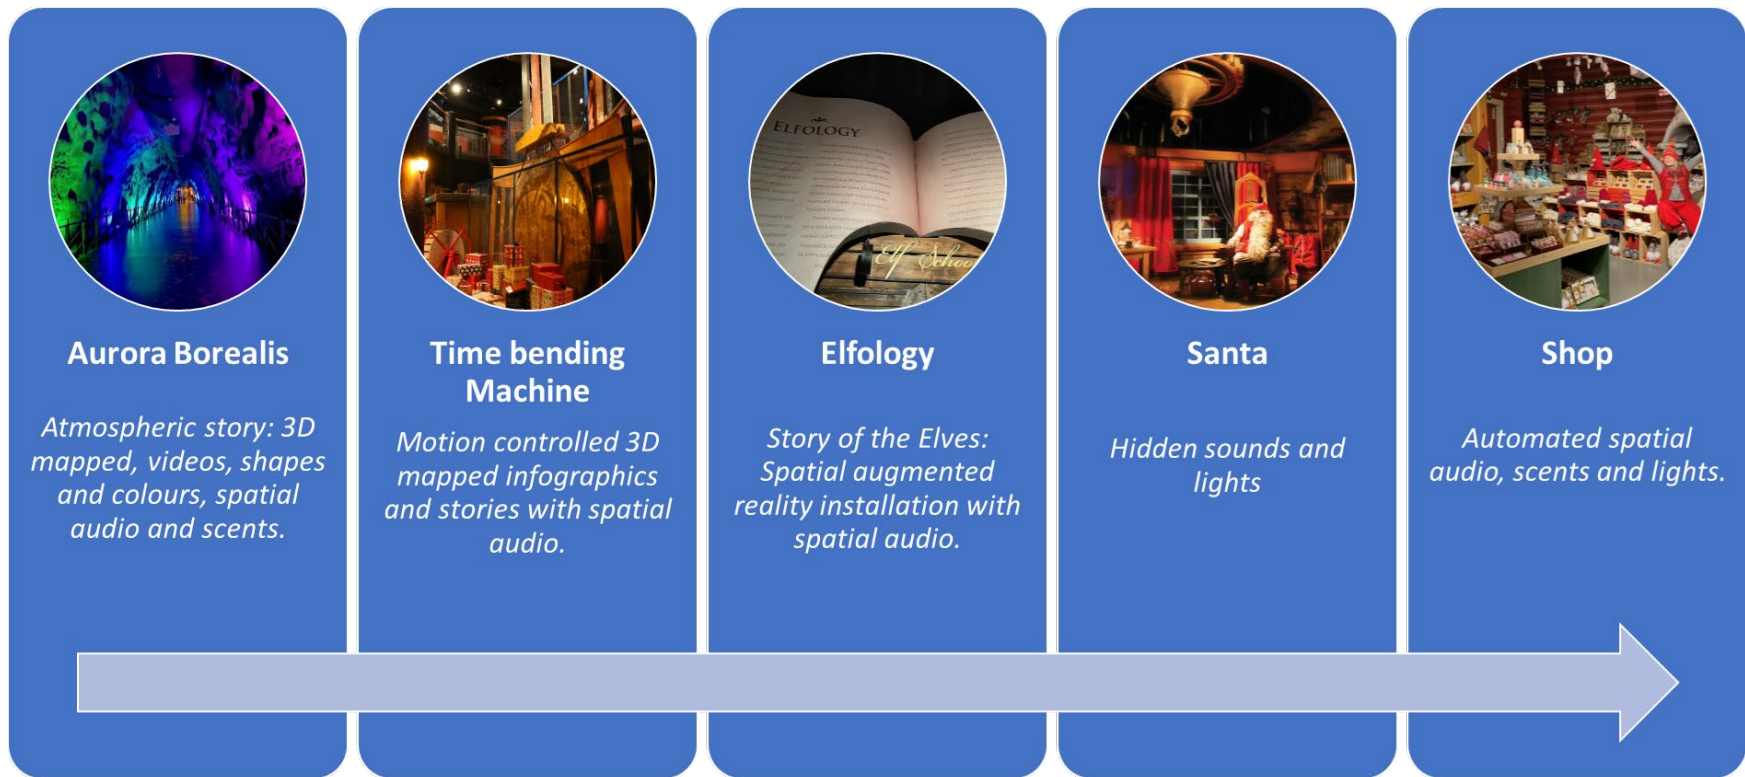 ELFOLOGY
Elf School
Aurora Borealis
Atmospheric story: 3D
mapped, videos, shapes
and colours, spatial
audio and scents.
Time bending
Machine
Motion controlled 3D
mapped infographics
and stories with spatial
audio.
Elfology
Story of the Elves:
Spatial augmented
reality installation with
spatial audio.
Santa
Hidden sounds and
lights
Shop
Automated spatial
audio, scents and lights.